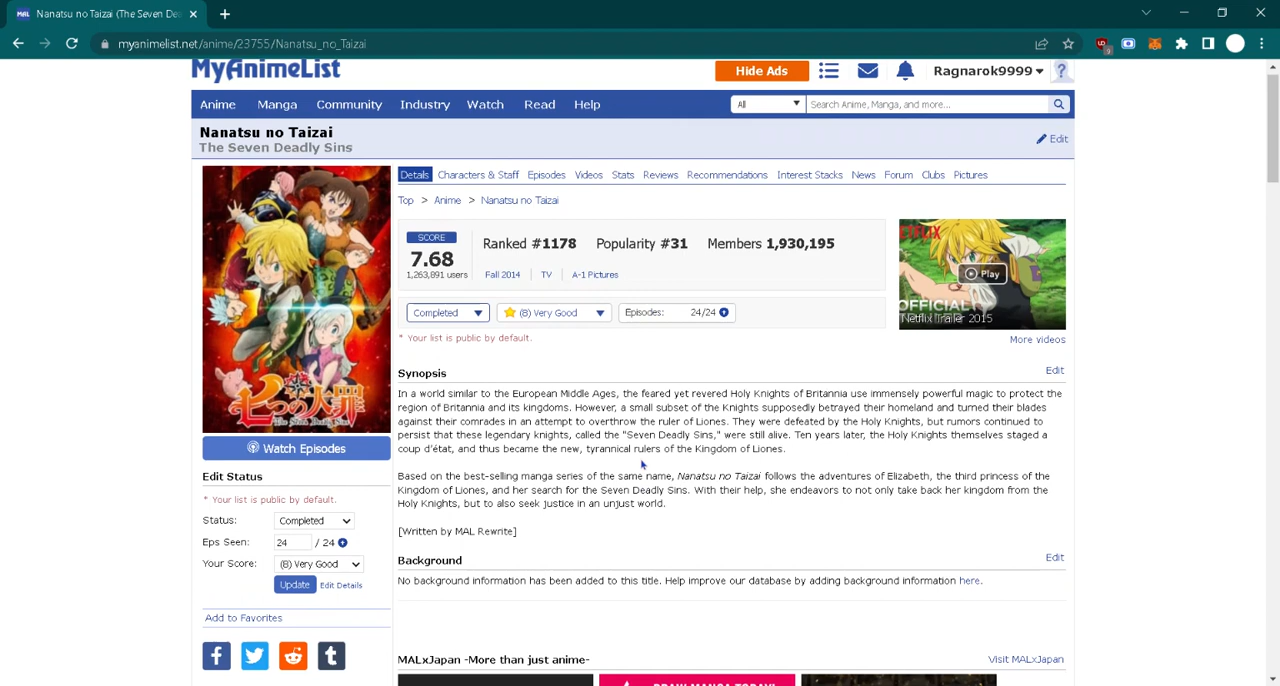 Nanatsu no Taizai (The Seven De
myanimelist.net/anime/23755/Nanatsu_no_Taizai
MyAnimeList
Hide Ads
Ragnarok9999
?
Anime Manga Community Industry Watch Read Help
All
Search Anime, Manga, and more...
Nanatsu no Taizai
The Seven Deadly Sins
Edit
七つの大罪
Details Characters & Staff Episodes Videos Stats Reviews Recommendations Interest Stacks News Forum Clubs Pictures
Top > Anime > Nanatsu no Taizai
SCORE
7.68
1,263,891 users
Ranked #1178 Popularity #31 Members 1,930,195
Fall 2014 TV A-1 Pictures
NETFLIX
Play
OFFICIAL
Netflix Trailer 2015
More videos
Completed
(8) Very Good
Episodes: 24/24
* Your list is public by default.
Synopsis
Edit
In a world similar to the European Middle Ages, the feared yet revered Holy Knights of Britannia use immensely powerful magic to protect the
region of Britannia and its kingdoms. However, a small subset of the Knights supposedly betrayed their homeland and turned their blades
against their comrades in an attempt to overthrow the ruler of Liones. They were defeated by the Holy Knights, but rumors continued to
persist that these legendary knights, called the "Seven Deadly Sins," were still alive. Ten years later, the Holy Knights themselves staged a
coup d'état, and thus became the new, tyrannical rulers of the Kingdom of Liones.
Based on the best-selling manga series of the same name, Nanatsu no Taizai follows the adventures of Elizabeth, the third princess of the
Kingdom of Liones, and her search for the Seven Deadly Sins. With their help, she endeavors to not only take back her kingdom from the
Holy Knights, but to also seek justice in an unjust world.
[Written by MAL Rewrite]
Background
Edit
No background information has been added to this title. Help improve our database by adding background information here.
MALxJapan -More than just anime-
Visit MALxJapan
Watch Episodes
Edit Status
* Your list is public by default.
Status: Completed
Eps Seen: 24 / 24
Your Score: (8) Very Good
Update Edit Details
Add to Favorites